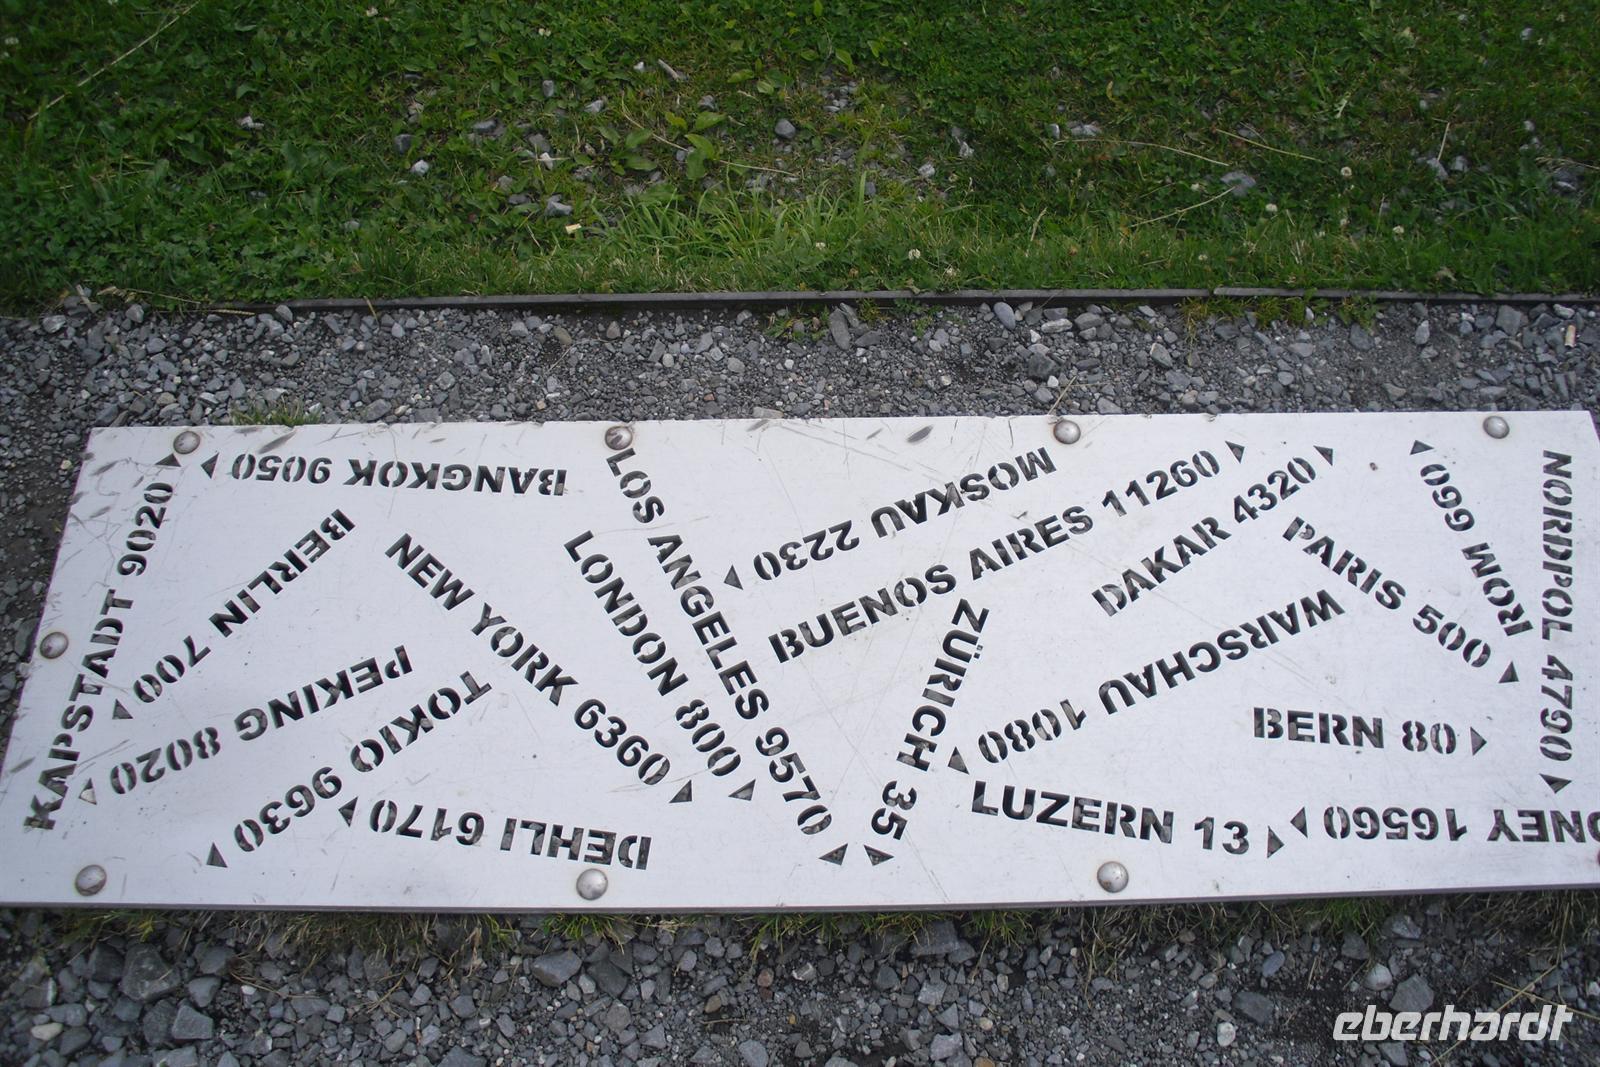 KAPSTADT 9020
BANGKOK 9050
BERLIN 700
PEKING 8020
TOKIO 9630
NEW YORK 6360
DEHLI 6170
LONDON 800
LOS ANGELES 9570
MOSKAU 2230
BUENOS AIRES 11260
ZÜRICH 35
DAKAR 4320
WARSCHAU 1080
PARIS 500
ROM 660
NORDPOL 4790
BERN 80
LUZERN 13
DNEY 16560
eberhardt